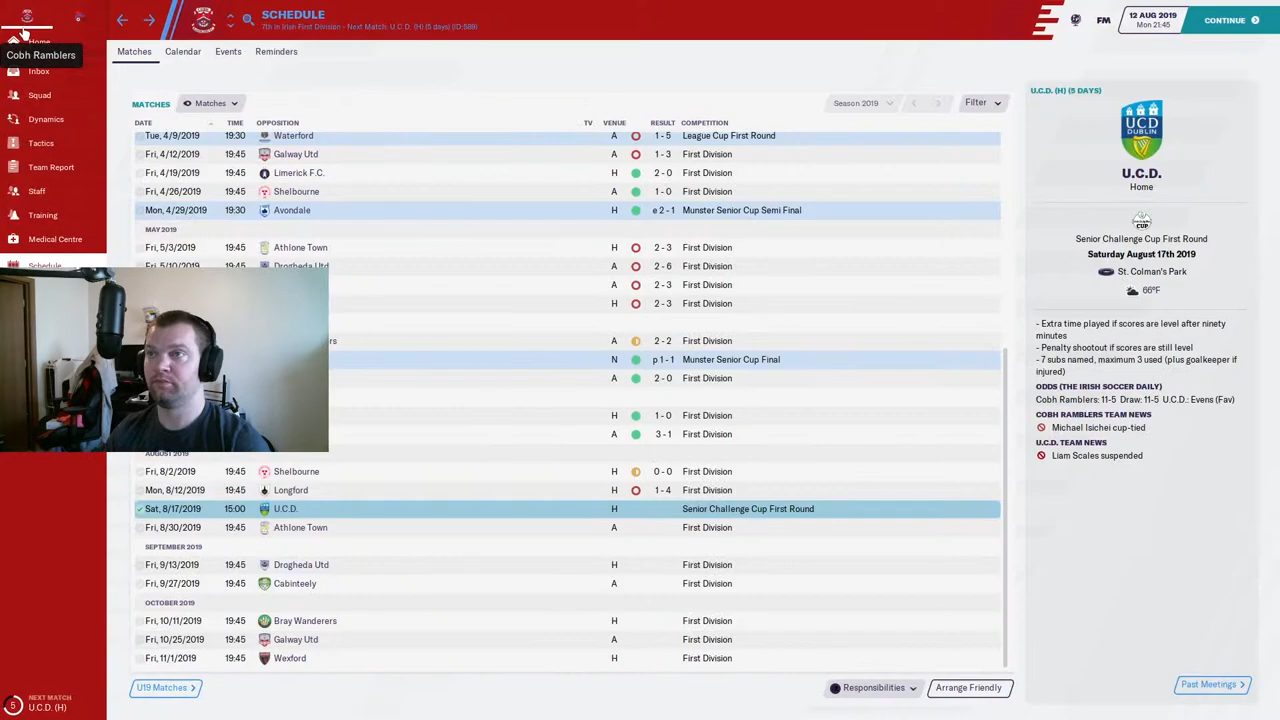 SCHEDULE
7th in Irish First Division - Next Match: U.C.D. (H) (5 days) (ID:589)
FM
12 AUG 2019
Mon 21:45
CONTINUE
Home
Cobh Ramblers
Inbox
Squad
Dynamics
Tactics
Team Report
Staff
Training
Medical Centre
Schedule
5
NEXT MATCH
U.C.D. (H)
Matches Calendar Events Reminders
MATCHES Matches Season 2019 Filter
DATE TIME OPPOSITION TV VENUE RESULT COMPETITION
Tue, 4/9/2019 19:30 Waterford A 1 - 5 League Cup First Round
Fri, 4/12/2019 19:45 Galway Utd A 1 - 3 First Division
Fri, 4/19/2019 19:45 Limerick F.C. H 2 - 0 First Division
Fri, 4/26/2019 19:45 Shelbourne A 1 - 0 First Division
Mon, 4/29/2019 19:30 Avondale H e 2 - 1 Munster Senior Cup Semi Final
MAY 2019
Fri, 5/3/2019 19:45 Athlone Town H 2 - 3 First Division
Fri, 5/10/2019 19:45 Drogheda Utd A 2 - 6 First Division
A 2 - 3 First Division
H 2 - 3 First Division
rs A 2 - 2 First Division
N p 1 - 1 Munster Senior Cup Final
A 2 - 0 First Division
H 1 - 0 First Division
A 3 - 1 First Division
AUGUST 2019
Fri, 8/2/2019 19:45 Shelbourne H 0 - 0 First Division
Mon, 8/12/2019 19:45 Longford H 1 - 4 First Division
Sat, 8/17/2019 15:00 U.C.D. H Senior Challenge Cup First Round
Fri, 8/30/2019 19:45 Athlone Town A First Division
SEPTEMBER 2019
Fri, 9/13/2019 19:45 Drogheda Utd H First Division
Fri, 9/27/2019 19:45 Cabinteely A First Division
OCTOBER 2019
Fri, 10/11/2019 19:45 Bray Wanderers H First Division
Fri, 10/25/2019 19:45 Galway Utd A First Division
Fri, 11/1/2019 19:45 Wexford H First Division
U19 Matches Responsibilities Arrange Friendly
U.C.D. (H) (5 DAYS)
UCD
DUBLIN
U.C.D.
Home
CUP
Senior Challenge Cup First Round
Saturday August 17th 2019
St. Colman's Park
66°F
- Extra time played if scores are level after ninety
minutes
- Penalty shootout if scores are still level
- 7 subs named, maximum 3 used (plus goalkeeper if
injured)
ODDS (THE IRISH SOCCER DAILY)
Cobh Ramblers: 11-5 Draw: 11-5 U.C.D.: Evens (Fav)
COBH RAMBLERS TEAM NEWS
Michael Isichei cup-tied
U.C.D. TEAM NEWS
Liam Scales suspended
Past Meetings